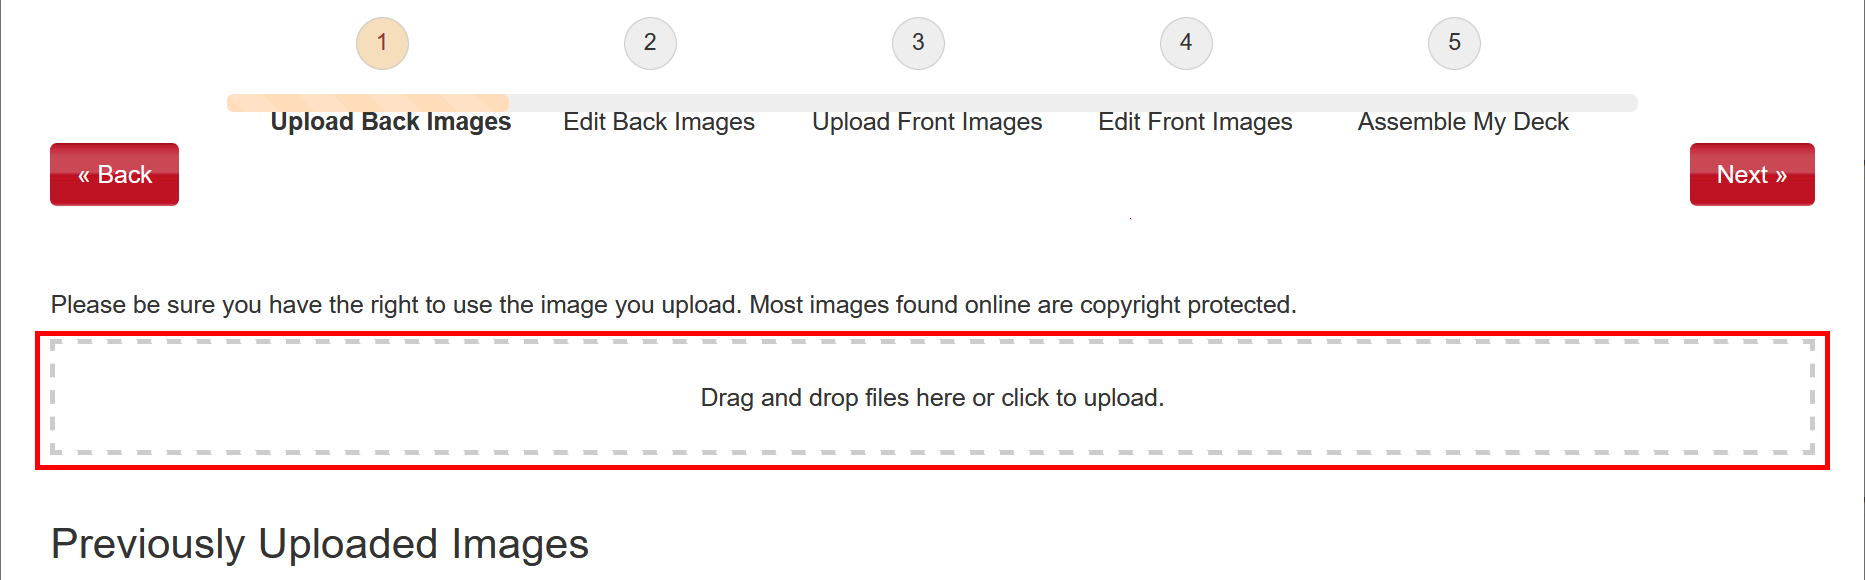 1
2
3
4
5
Upload Back Images
Edit Back Images
Upload Front Images
Edit Front Images
Assemble My Deck
« Back
Next »
Please be sure you have the right to use the image you upload. Most images found online are copyright protected.
Drag and drop files here or click to upload.
Previously Uploaded Images